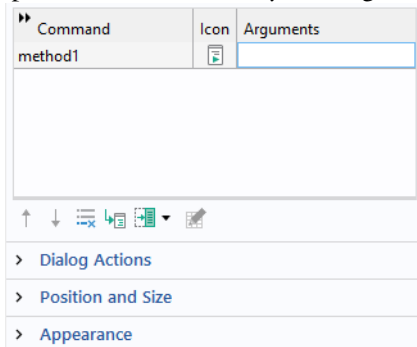 Command Icon Arguments
method1
Dialog Actions
Position and Size
Appearance